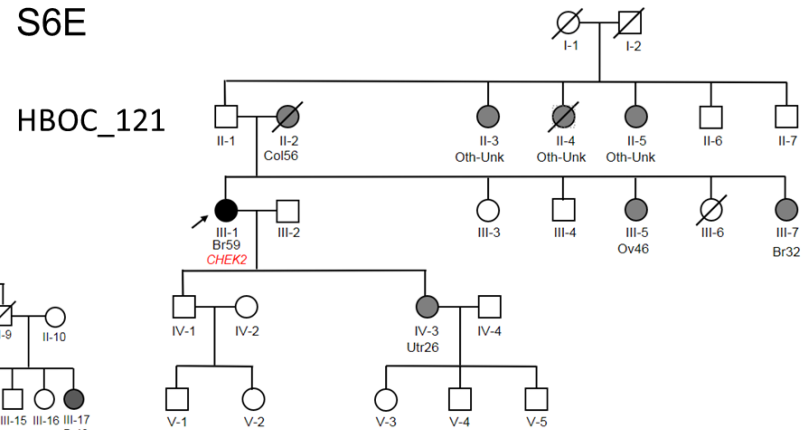 S6E
HBOC_121
I-1 I-2
II-1 II-2 II-3 II-4 II-5 II-6 II-7
Col56 Oth-Unk Oth-Unk Oth-Unk
III-1 III-2 III-3 III-4 III-5 III-6 III-7
Br59 Ov46 Br32
CHEK2
IV-1 IV-2 IV-3 IV-4
Utr26
II-10
V-1 V-2 V-3 V-4 V-5
III-15 III-16 III-17